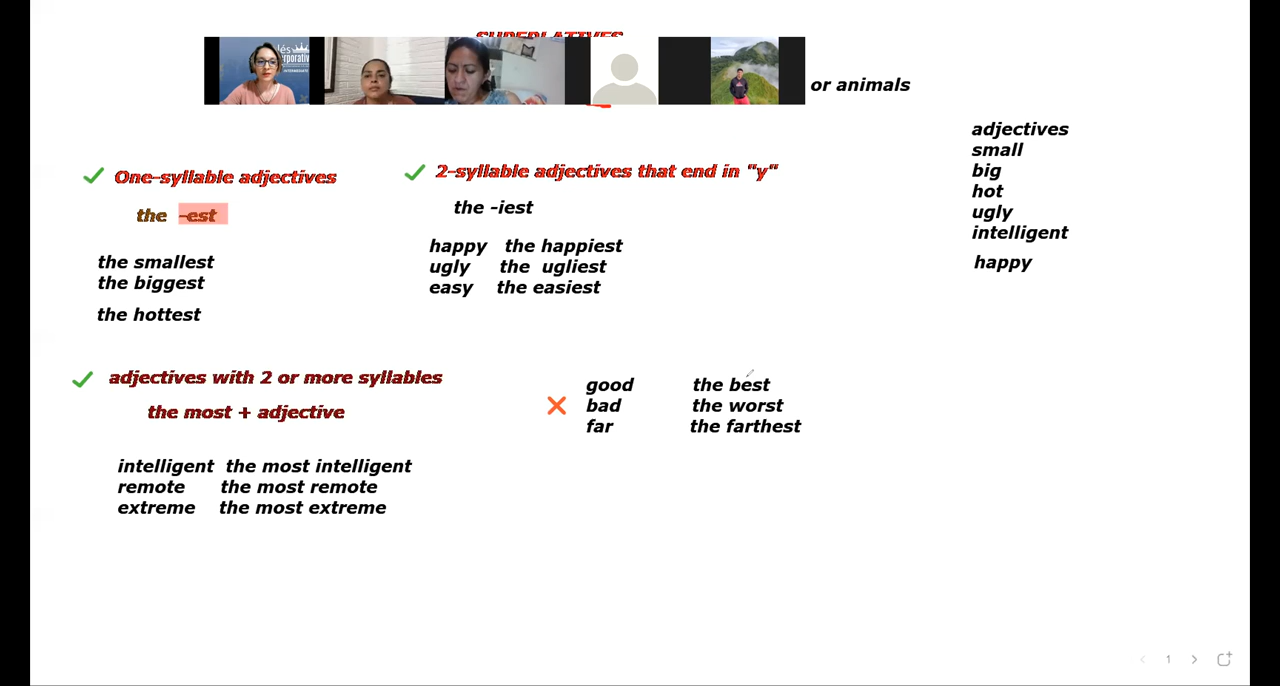 SUPERLATIVES
or animals
adjectives
small
big
hot
ugly
intelligent
happy
One-syllable adjectives
the -est
the smallest
the biggest
the hottest
2-syllable adjectives that end in "y"
the -iest
happy the happiest
ugly the ugliest
easy the easiest
adjectives with 2 or more syllables
the most + adjective
intelligent the most intelligent
remote the most remote
extreme the most extreme
good the best
bad the worst
far the farthest
1